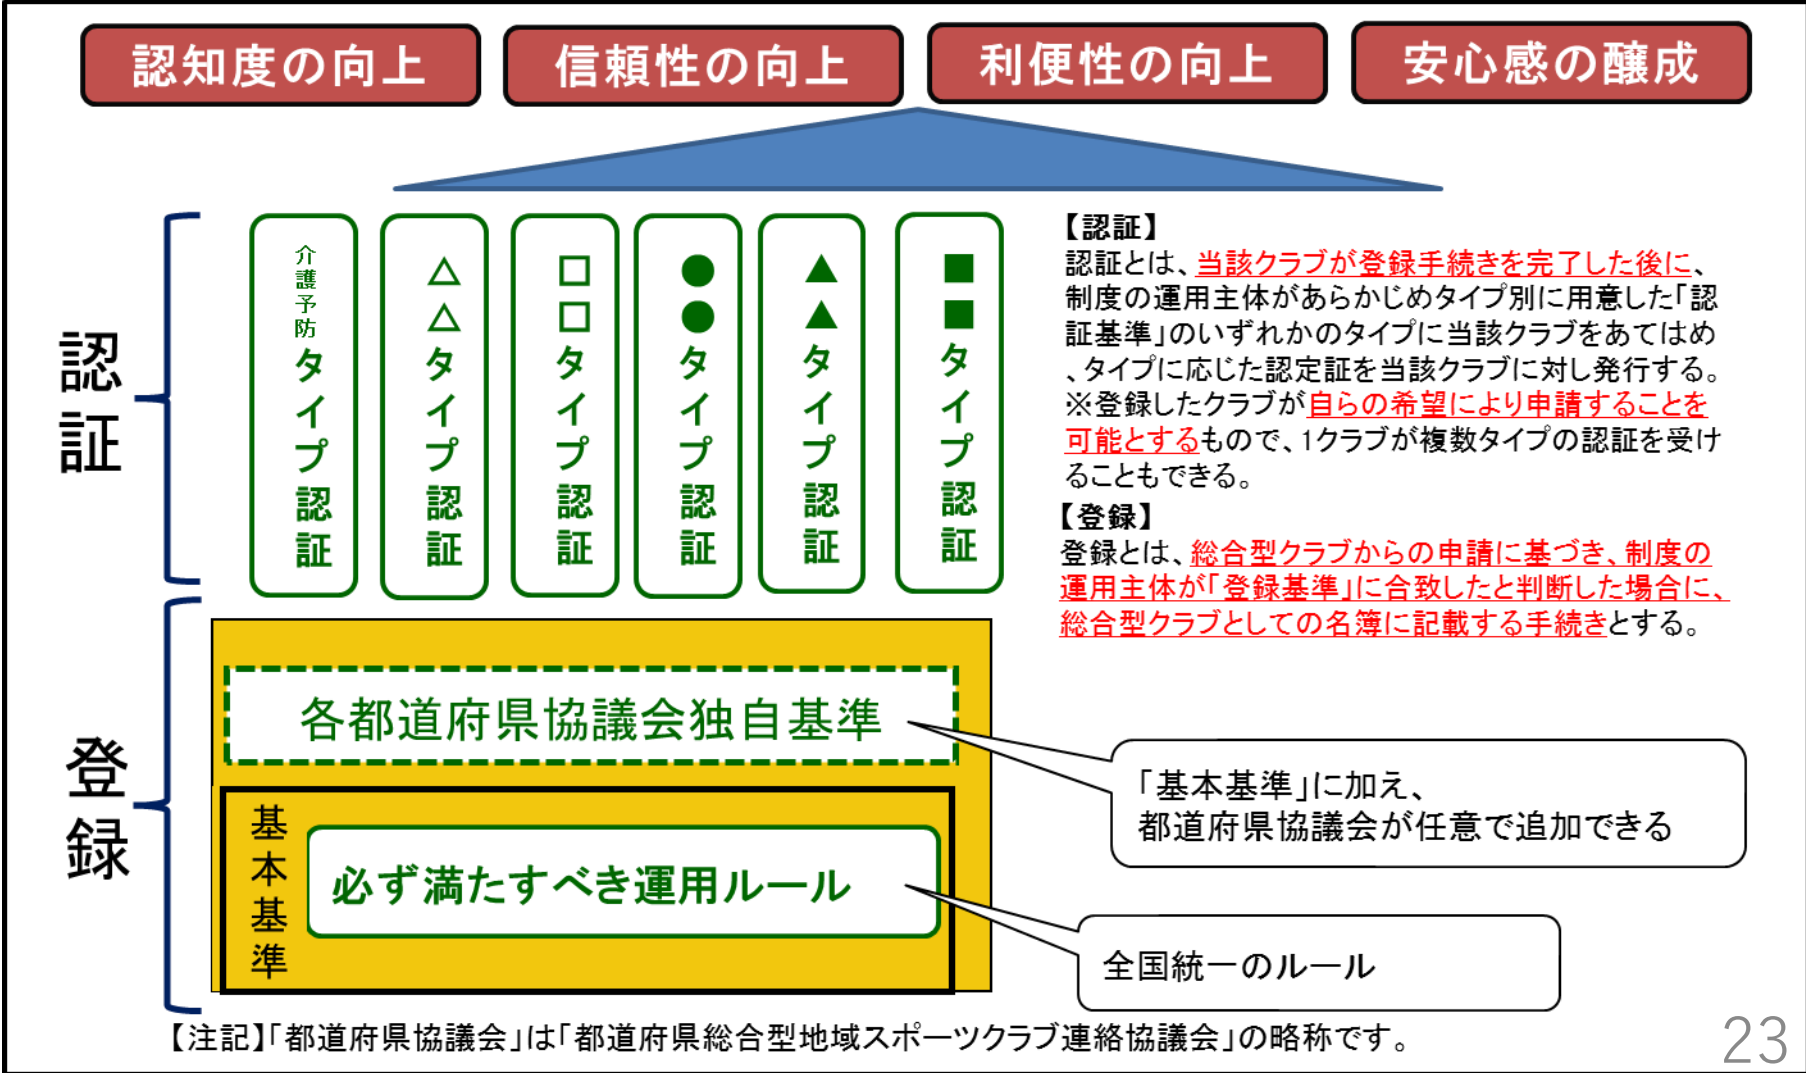 認知度の向上
信頼性の向上
利便性の向上
安心感の醸成
認証
介護予防タイプ認証
△△タイプ認証
□□タイプ認証
●●タイプ認証
▲▲タイプ認証
■■タイプ認証
【認証】
認証とは、当該クラブが登録手続きを完了した後に、
制度の運用主体があらかじめタイプ別に用意した「認
証基準」のいずれかのタイプに当該クラブをあてはめ
、タイプに応じた認定証を当該クラブに対し発行する。
※登録したクラブが自らの希望により申請することを
可能とするもので、1クラブが複数タイプの認証を受け
ることもできる。
【登録】
登録とは、総合型クラブからの申請に基づき、制度の
運用主体が「登録基準」に合致したと判断した場合に、
総合型クラブとしての名簿に記載する手続きとする。
登録
各都道府県協議会独自基準
「基本基準」に加え、
都道府県協議会が任意で追加できる
基本基準
必ず満たすべき運用ルール
全国統一のルール
【注記】「都道府県協議会」は「都道府県総合型地域スポーツクラブ連絡協議会」の略称です。
23